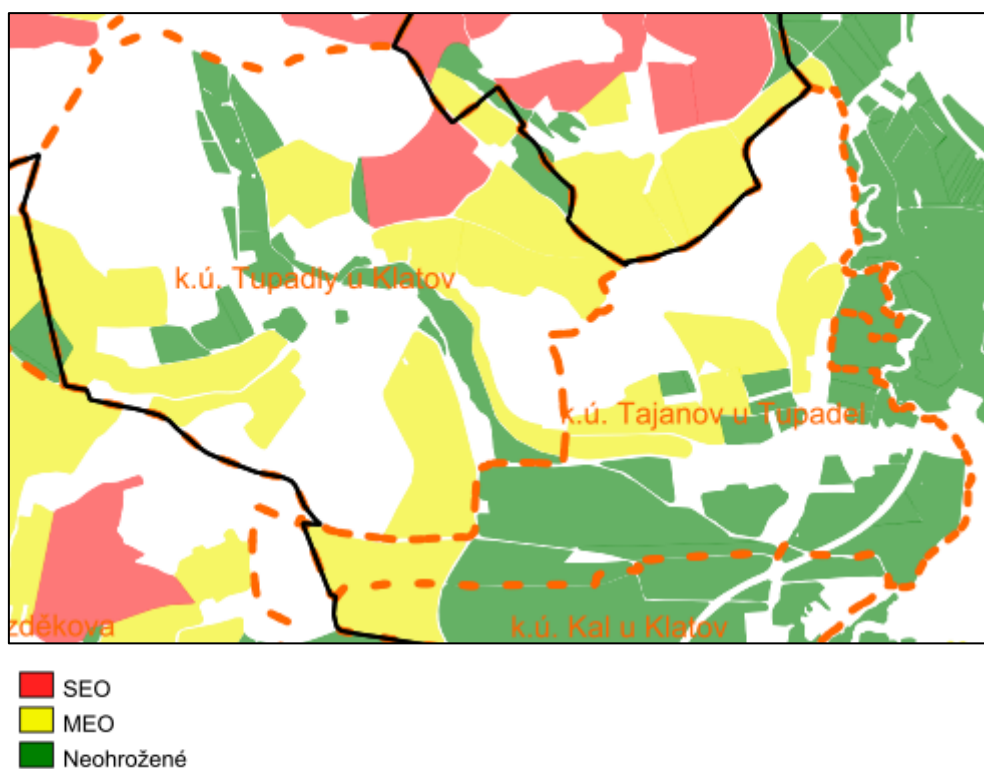 k.ú. Tupadly u Klatov
k.ú. Tajanov u Tupadel
zděkova
k.ú. Kal u Klatov
SEO
MEO
Neohrožené